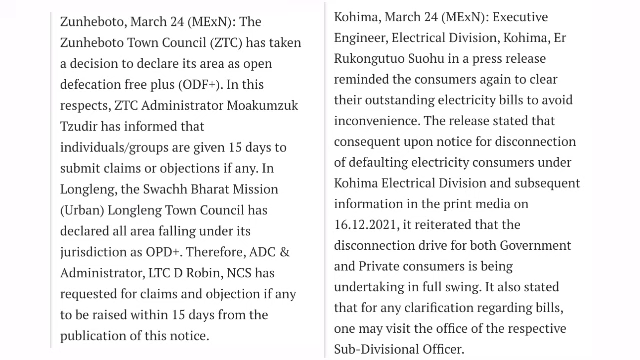 Zunheboto, March 24 (MExN): The
Zunheboto Town Council (ZTC) has taken
a decision to declare its area as open
defecation free plus (ODF+). In this
respects, ZTC Administrator Moakumzuk
Tzudir has informed that
individuals/groups are given 15 days to
submit claims or objections if any. In
Longleng, the Swachh Bharat Mission
(Urban) Longleng Town Council has
declared all area falling under its
jurisdiction as OPD+. Therefore, ADC &
Administrator, LTC D Robin, NCS has
requested for claims and objection if any
to be raised within 15 days from the
publication of this notice.
Kohima, March 24 (MExN): Executive
Engineer, Electrical Division, Kohima, Er
Rukongutuo Suohu in a press release
reminded the consumers again to clear
their outstanding electricity bills to avoid
inconvenience. The release stated that
consequent upon notice for disconnection
of defaulting electricity consumers under
Kohima Electrical Division and subsequent
information in the print media on
16.12.2021, it reiterated that the
disconnection drive for both Government
and Private consumers is being
undertaking in full swing. It also stated
that for any clarification regarding bills,
one may visit the office of the respective
Sub-Divisional Officer.